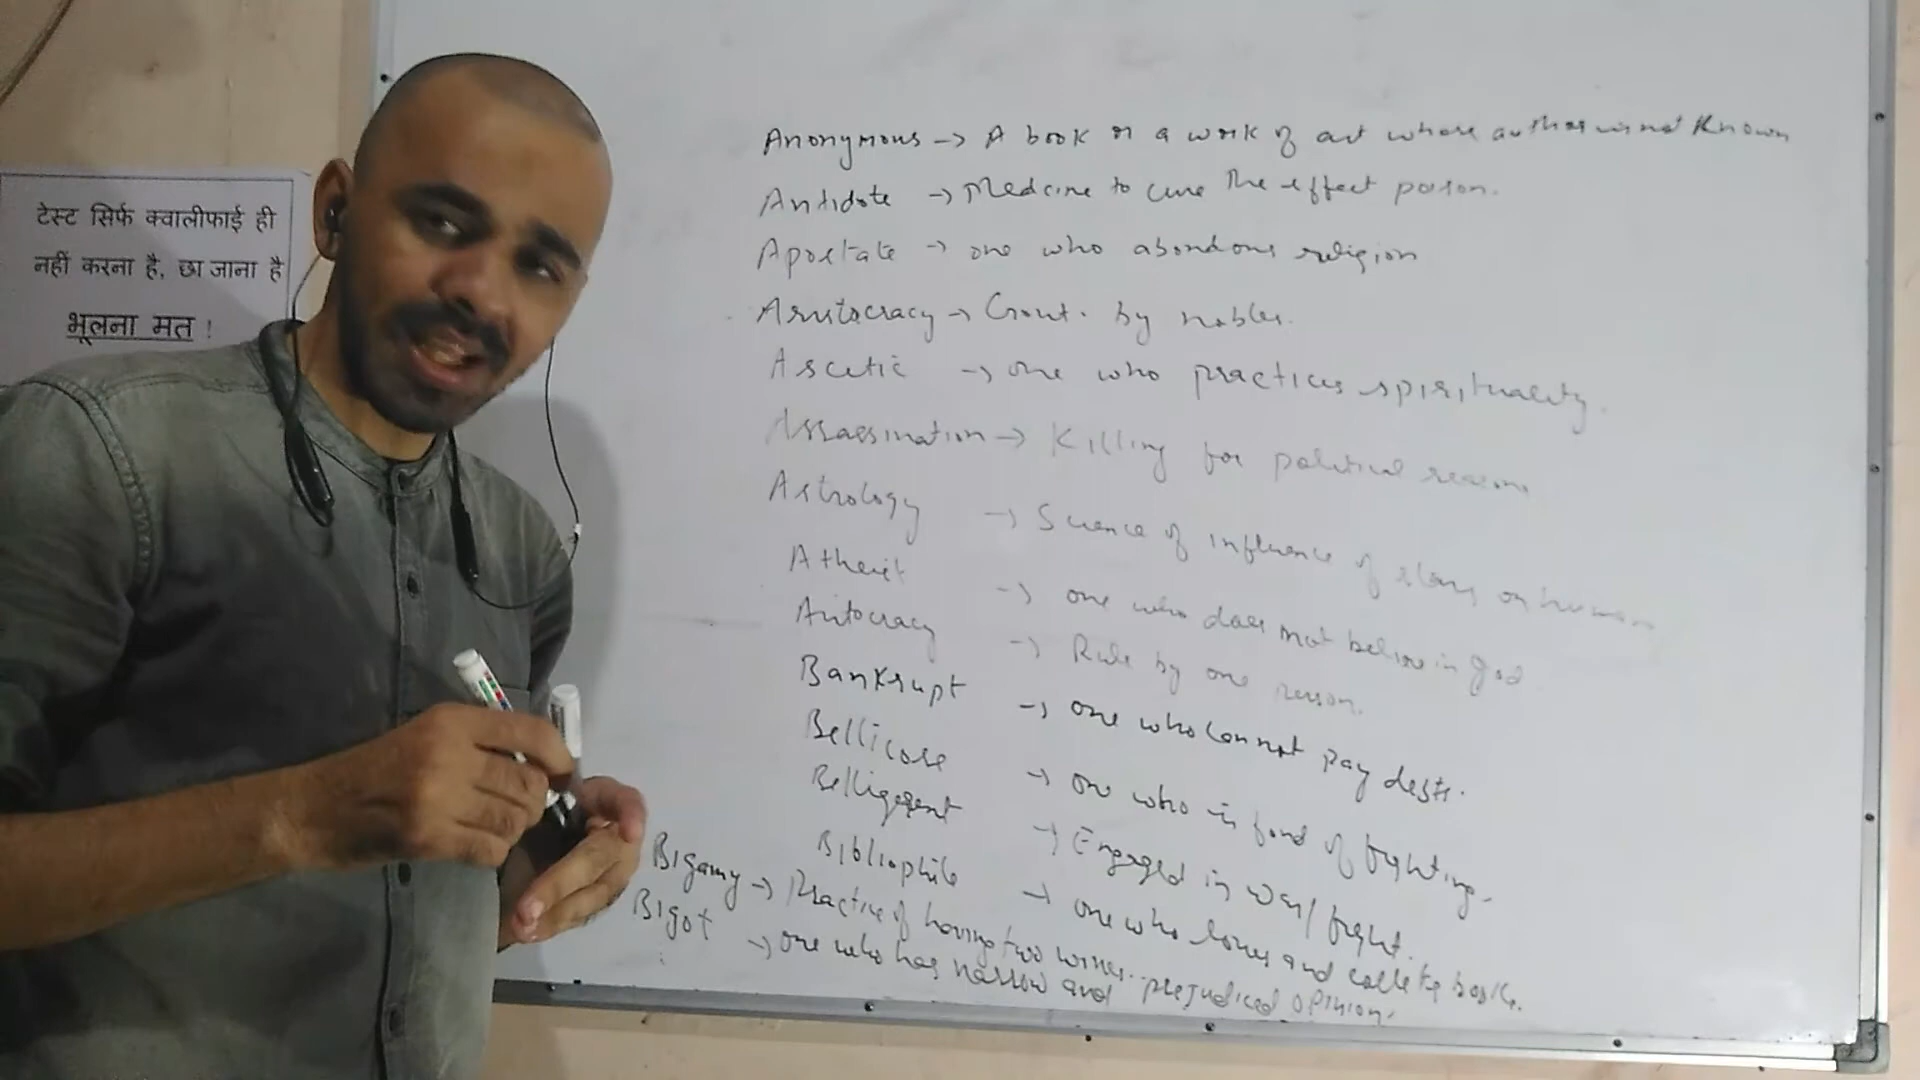 टेस्ट सिर्फ क्वालीफाई ही
नहीं करना है, छा जाना है
भूलना मत !
Anonymous → A book or a work of art whose author is not Known
Antidote → Medcine to cure the effect poison.
Apostate → one who abondons religion
Aristocracy → Govt. by nobles.
Ascetic → one who practices spirituality.
Assassination → Killing for political reasons
Astrology → Science of influence of stars on human
Atheist → one who does not believe in god
Autocracy → Rule by one person.
Bankrupt → one who cannot pay debts.
Bellicose → one who is fond of fighting.
Belligerent → Engaged in war/fight.
Bibliophile → one who loves and collects books.
Bigamy → Practice of having two wives.
Bigot → one who has narrow and prejudiced opinion.